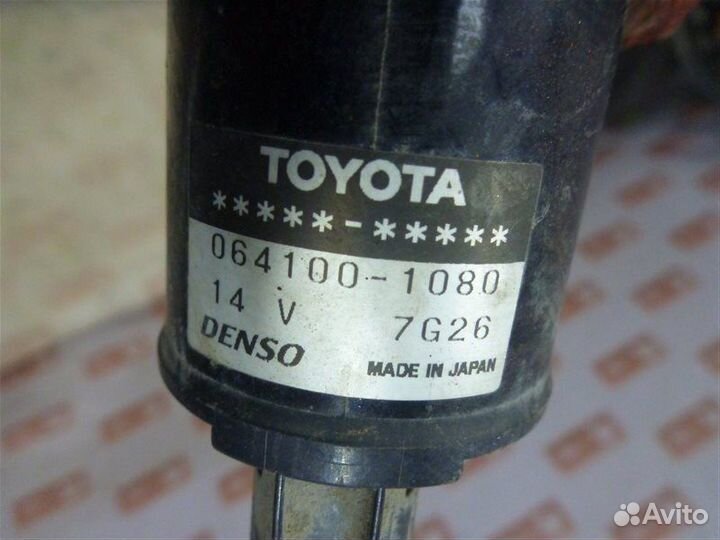 TOYOTA
*****-*****
064100-1080
14 V 7G26
DENSO MADE IN JAPAN
Avito